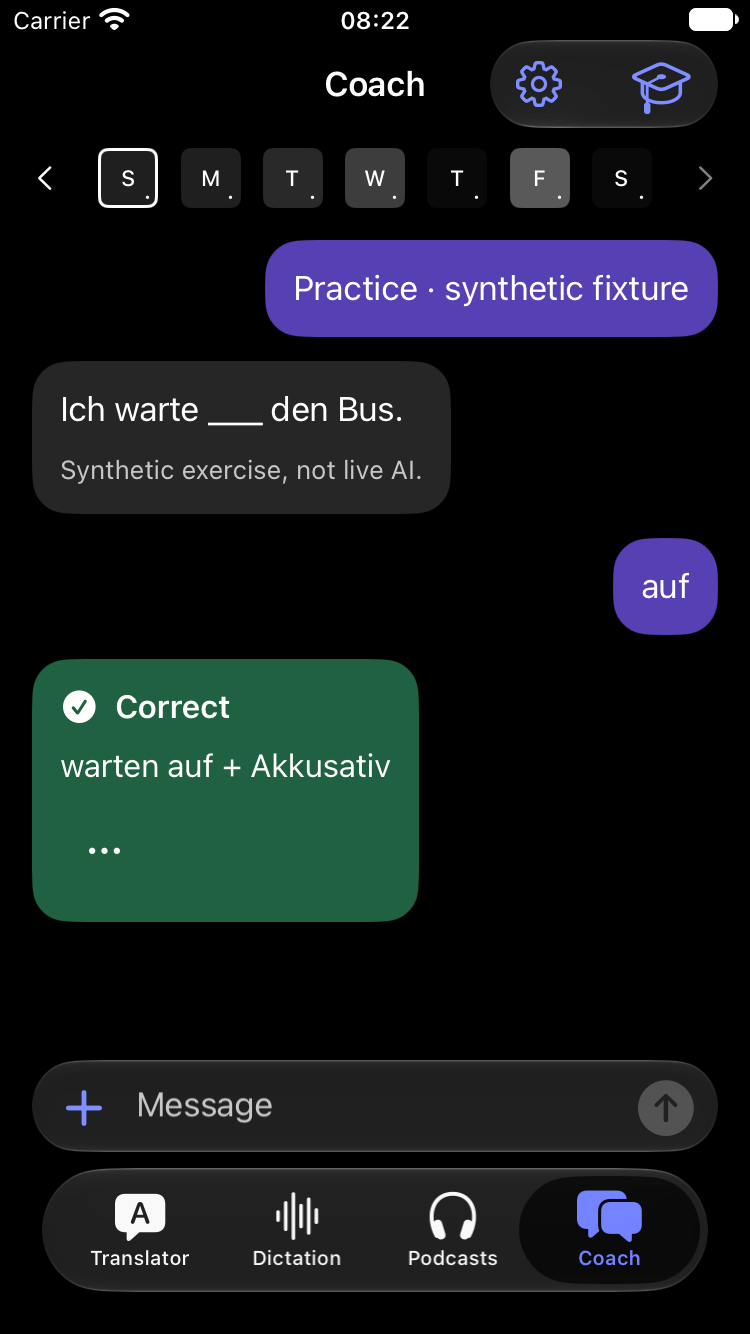 Carrier 08:22
Coach
S M T W T F S
Practice · synthetic fixture
Ich warte ___ den Bus.
Synthetic exercise, not live AI.
auf
Correct
warten auf + Akkusativ
...
Message
Translator Dictation Podcasts Coach